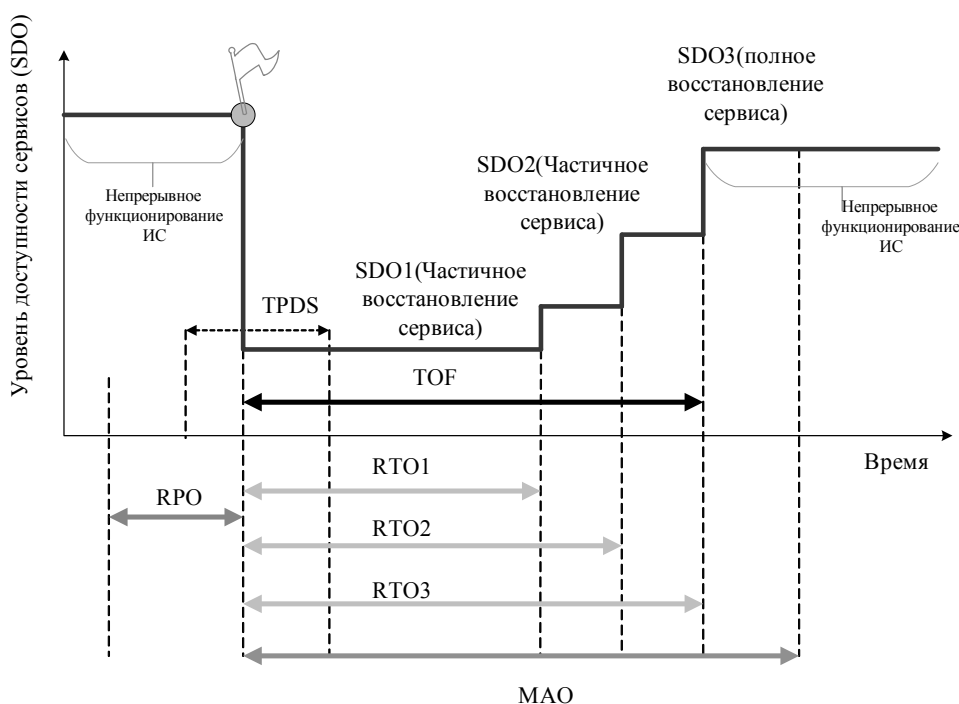 Уровень доступности сервисов (SDO)
SDO3(полное
восстановление
сервиса)
SDO2(Частичное
восстановление
сервиса)
Непрерывное
функционирование
ИС
Непрерывное
функционирование
ИС
SDO1(Частичное
восстановление
сервиса)
TPDS
TOF
Время
RTO1
RPO
RTO2
RTO3
MAO